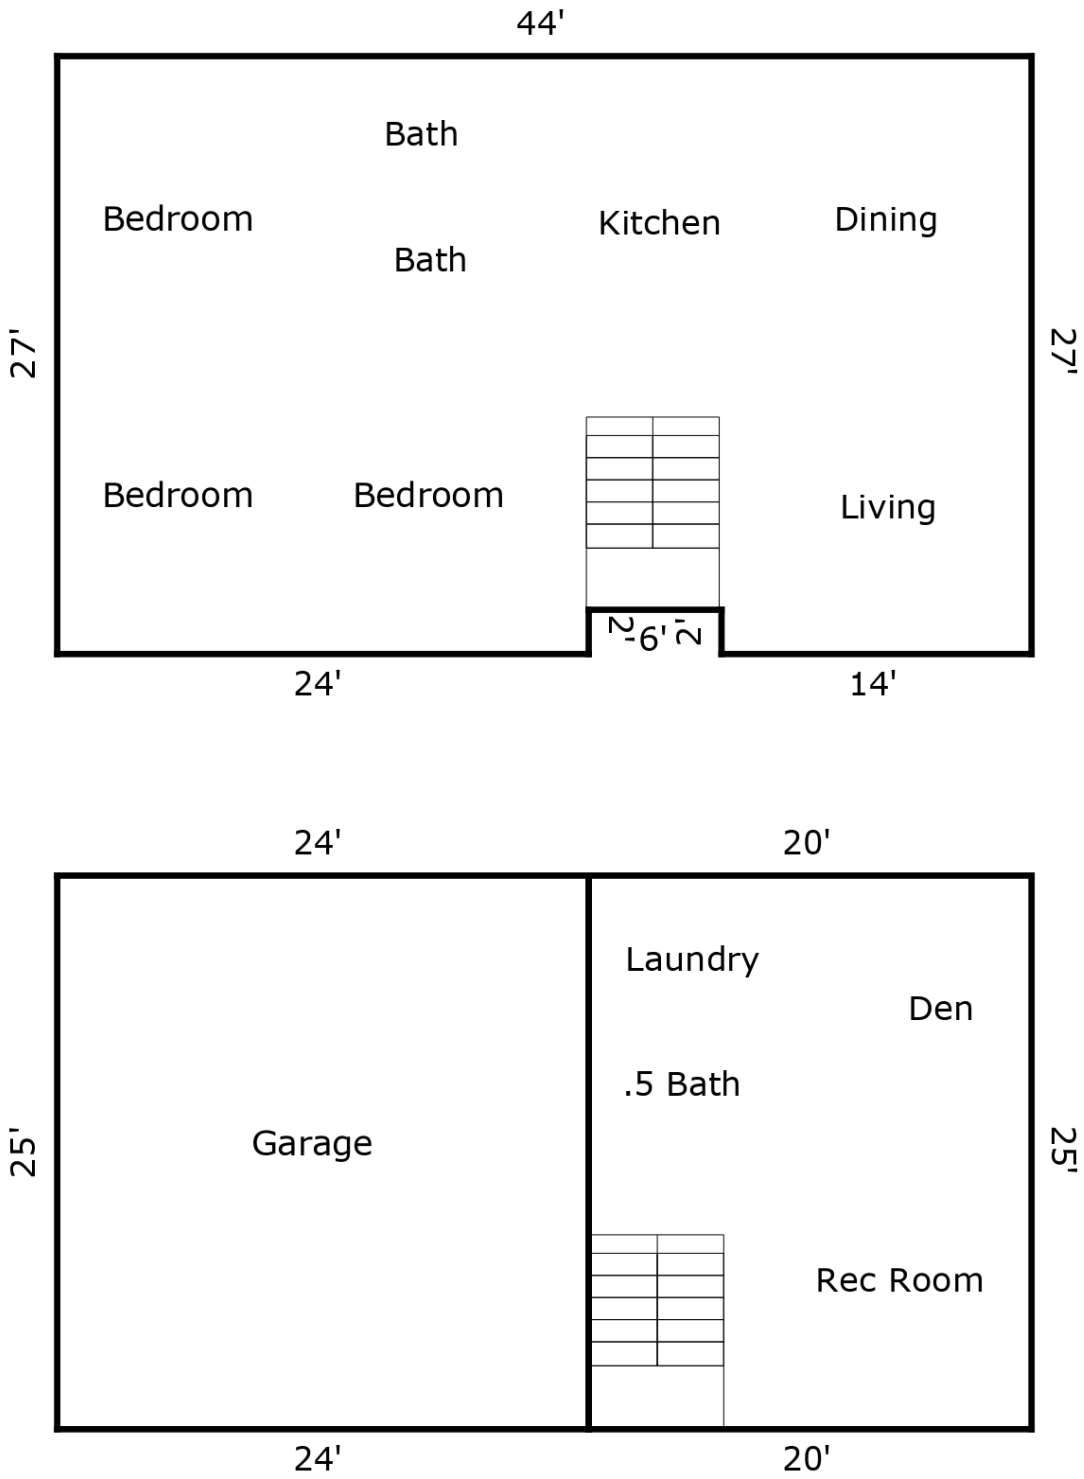 44'
Bath
Bedroom
Kitchen
Dining
Bath
27'
27'
Bedroom
Bedroom
Living
2'
6'
2'
24'
14'
24'
20'
Laundry
Den
.5 Bath
Garage
25'
25'
Rec Room
24'
20'